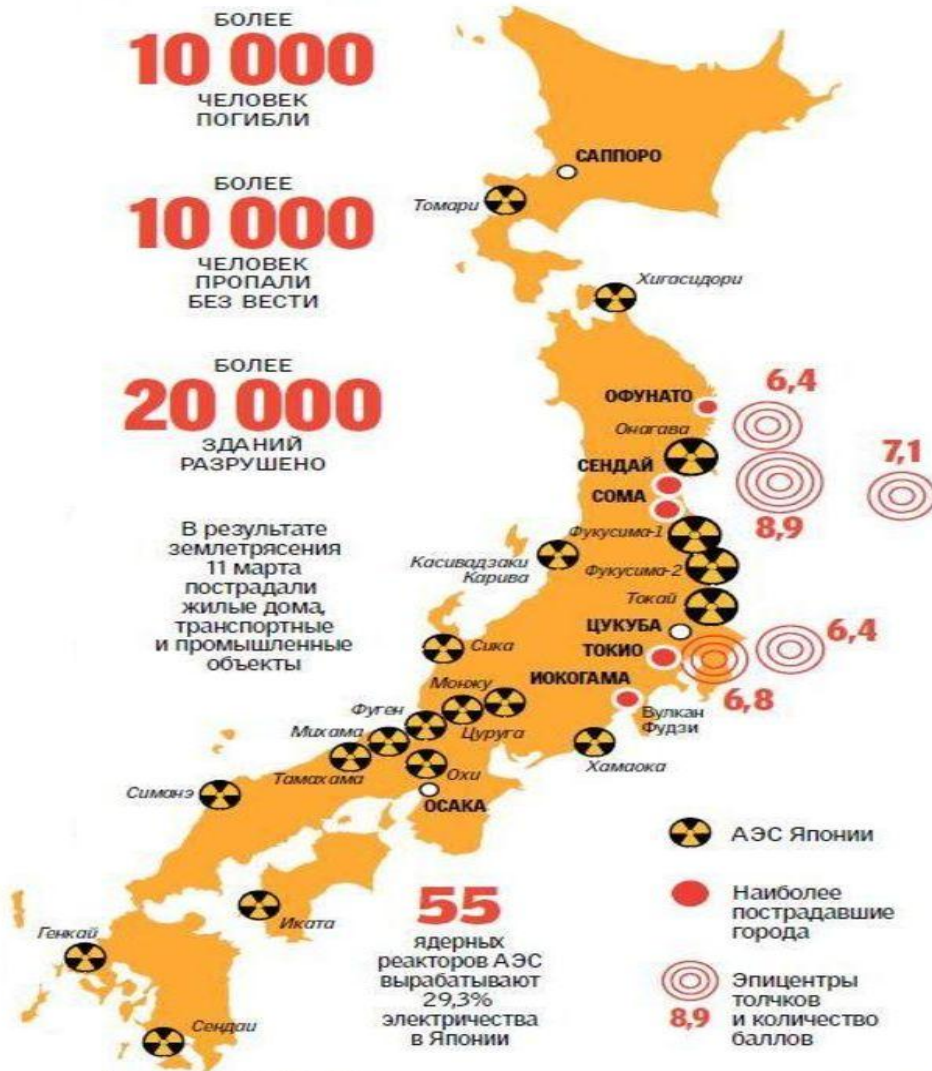 БОЛЕЕ
10 000
ЧЕЛОВЕК
ПОГИБЛИ
БОЛЕЕ
10 000
ЧЕЛОВЕК
ПРОПАЛИ
БЕЗ ВЕСТИ
БОЛЕЕ
20 000
ЗДАНИЙ
РАЗРУШЕНО
В результате
землетрясения
11 марта
пострадали
жилые дома,
транспортные
и промышленные
объекты
САППОРО
Томари
Хигасидори
ОФУНАТО
6,4
Онагава
7,1
СЕНДАЙ
СОМА
8,9
Фукусима-1
Касивадзаки
Карива
Фукусима-2
Токай
ЦУКУБА
6,4
ТОКИО
Сика
ИОКОГАМА
6,8
Монжу
Вулкан
Фудзи
Фуген
Цуруга
Михама
Хамаока
Тамахама
Охи
Симанэ
ОСАКА
Иката
Генкай
Сендаи
55
ядерных
реакторов АЭС
вырабатывают
29,3%
электричества
в Японии
АЭС Японии
Наиболее
пострадавшие
города
Эпицентры
толчков
8,9 и количество
баллов